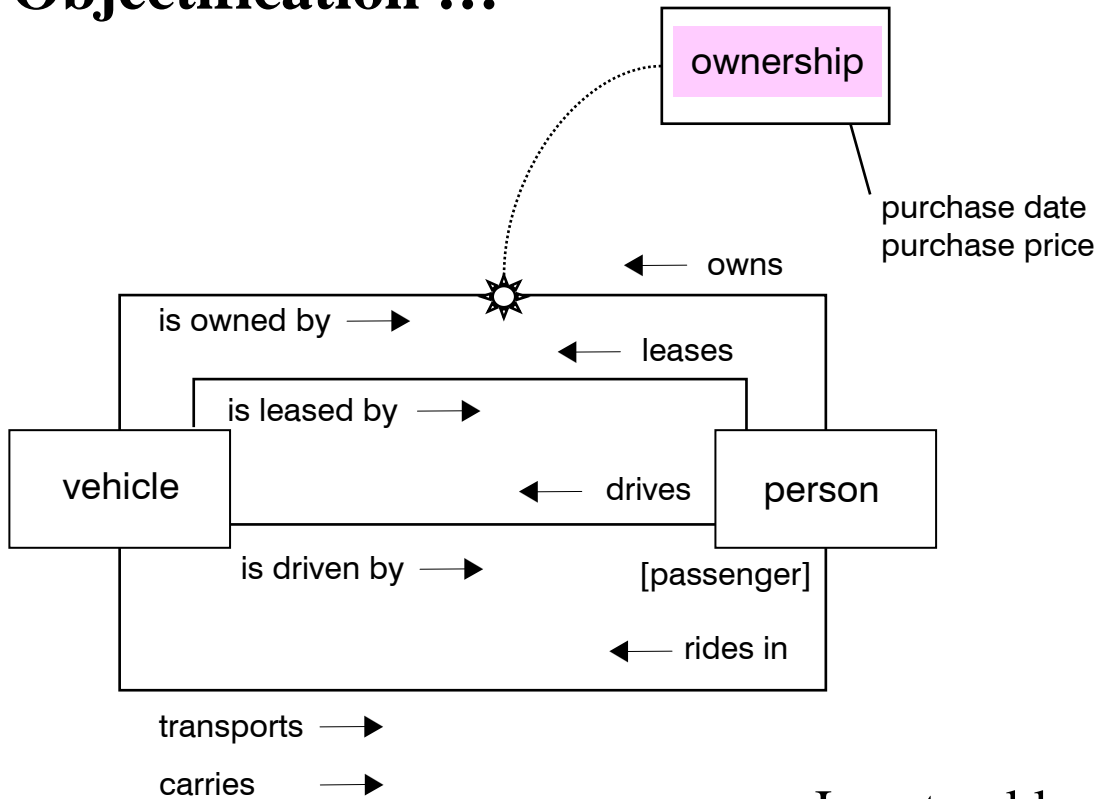 Objectification …
ownership
purchase date
purchase price
owns
is owned by
leases
is leased by
vehicle
drives
person
is driven by
[passenger]
rides in
transports
carries